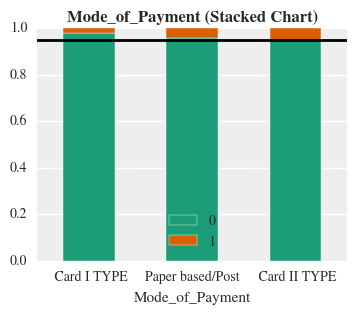 Mode_of_Payment (Stacked Chart)
1.0
0.8
0.6
0.4
0.2
0.0
0
1
Card I TYPE
Paper based/Post
Card II TYPE
Mode_of_Payment